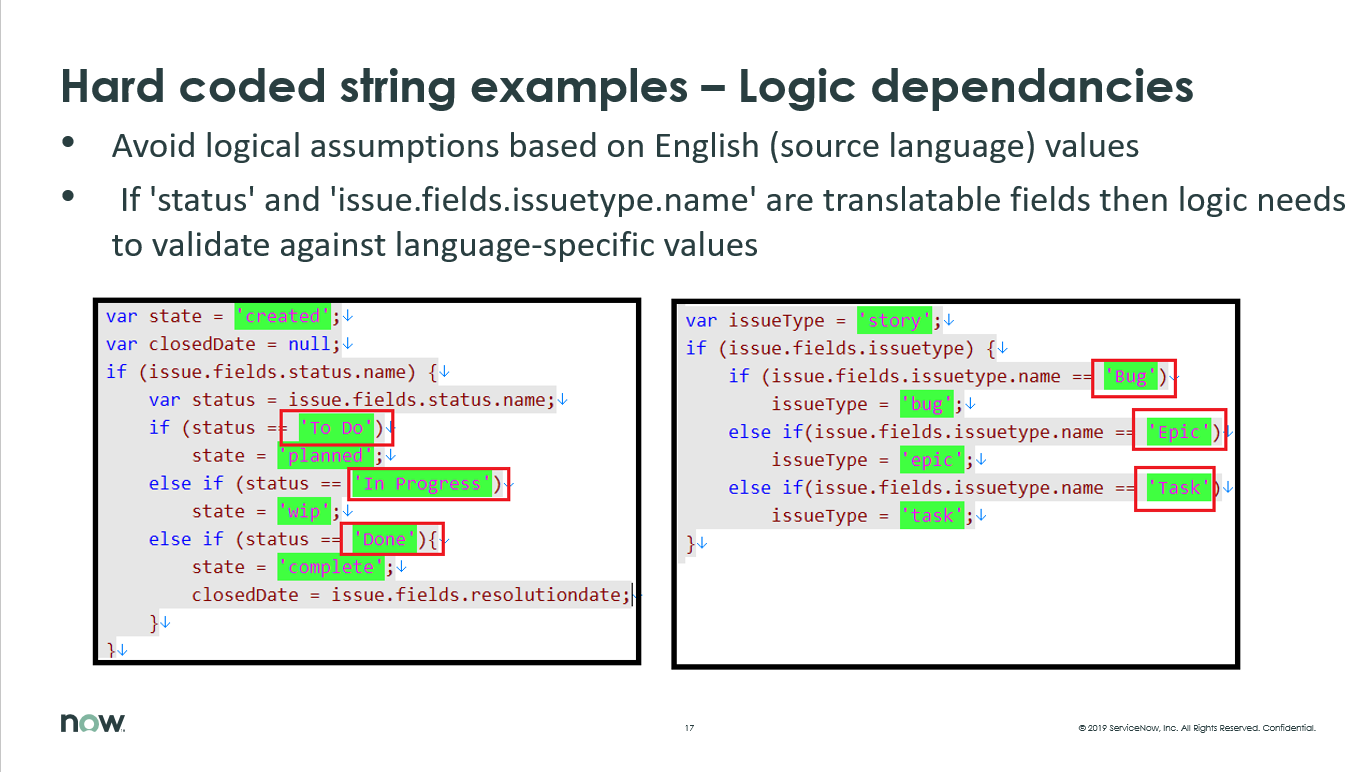 Hard coded string examples – Logic dependancies
• Avoid logical assumptions based on English (source language) values
• If 'status' and 'issue.fields.issuetype.name' are translatable fields then logic needs
to validate against language-specific values
var state = 'created';↓
var closedDate = null;↓
if (issue.fields.status.name) {↓
    var status = issue.fields.status.name;↓
    if (status == 'To Do')↓
        state = 'planned';↓
    else if (status == 'In Progress')↓
        state = 'wip';↓
    else if (status == 'Done'){↓
        state = 'complete';↓
        closedDate = issue.fields.resolutiondate;↓
    }↓
}↓
var issueType = 'story';↓
if (issue.fields.issuetype) {↓
    if (issue.fields.issuetype.name == 'Bug')↓
        issueType = 'bug';↓
    else if(issue.fields.issuetype.name == 'Epic')↓
        issueType = 'epic';↓
    else if(issue.fields.issuetype.name == 'Task')↓
        issueType = 'task';↓
}↓
now.
17
© 2019 ServiceNow, Inc. All Rights Reserved. Confidential.